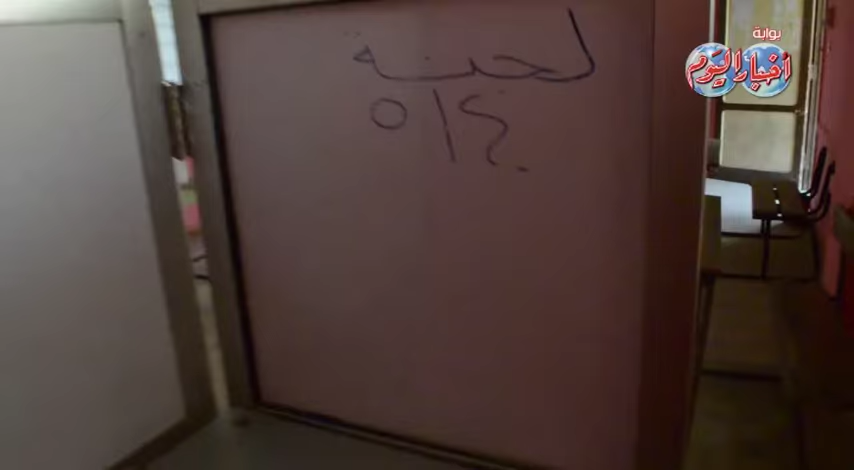 بوابة
أخبار اليوم
لجنة
٥١٤